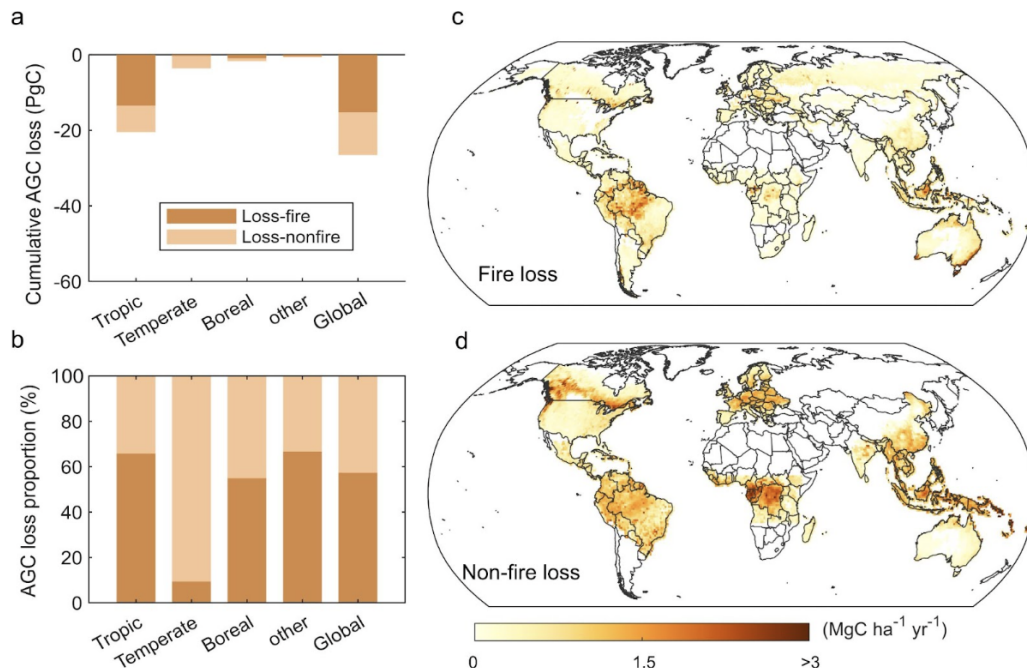 a
Cumulative AGC loss (PgC)
0
-20
-40
-60
Loss-fire
Loss-nonfire
Tropic
Temperate
Boreal
other
Global
b
AGC loss proportion (%)
100
80
60
40
20
0
Tropic
Temperate
Boreal
other
Global
c
Fire loss
d
Non-fire loss
0 1.5 >3
(MgC ha⁻¹ yr⁻¹)